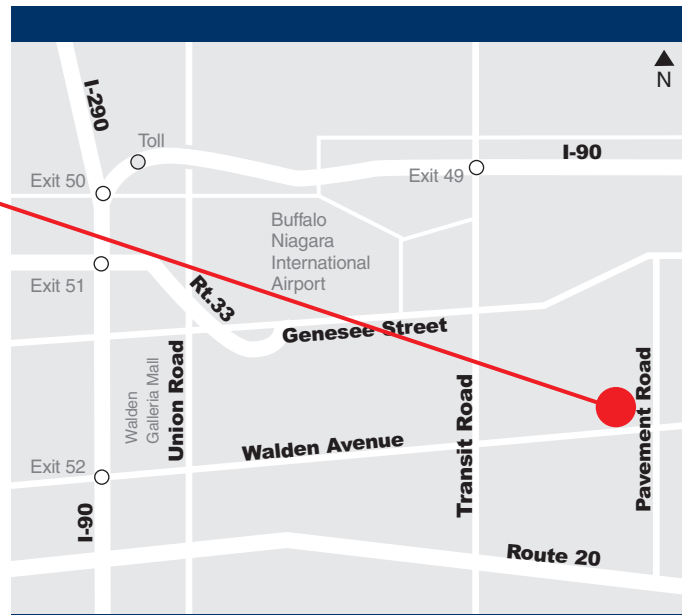 N
I-290
Toll
I-90
Exit 50
Exit 49
Buffalo
Niagara
International
Airport
Exit 51
Rt.33
Genesee Street
Walden
Galleria Mall
Union Road
Walden Avenue
Transit Road
Pavement Road
Exit 52
I-90
Route 20